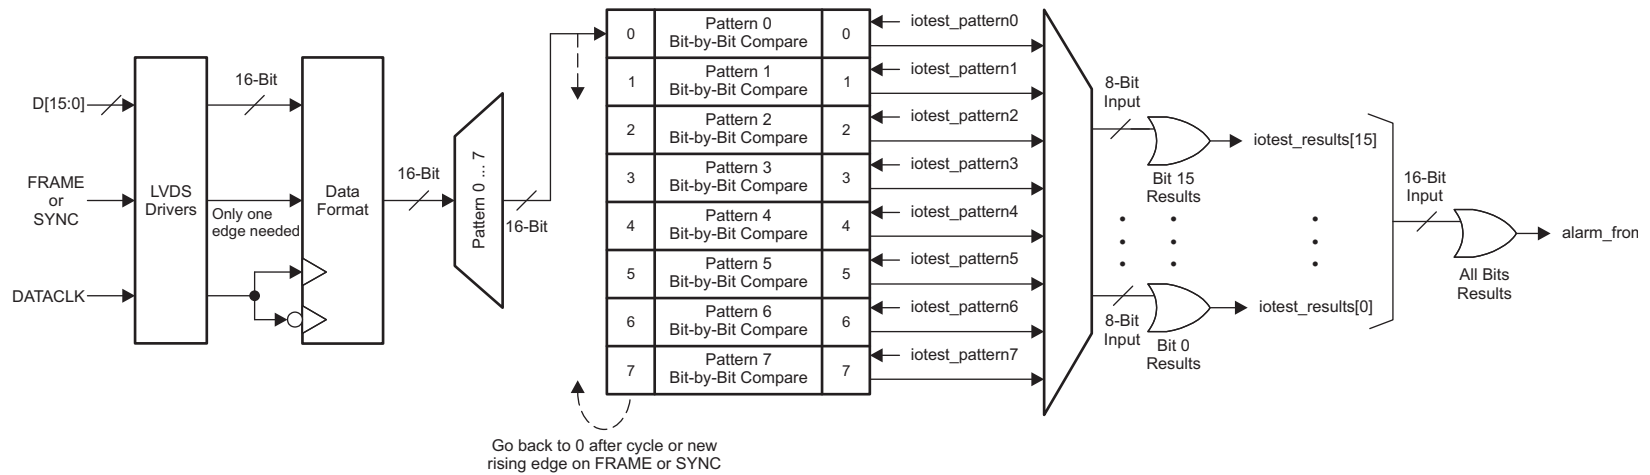 D[15:0]
FRAME
or
SYNC
DATACLK
LVDS
Drivers
16-Bit
Only one
edge needed
Data
Format
16-Bit
Pattern 0 ... 7
16-Bit
0
Pattern 0
Bit-by-Bit Compare
0
1
Pattern 1
Bit-by-Bit Compare
1
2
Pattern 2
Bit-by-Bit Compare
2
3
Pattern 3
Bit-by-Bit Compare
3
4
Pattern 4
Bit-by-Bit Compare
4
5
Pattern 5
Bit-by-Bit Compare
5
6
Pattern 6
Bit-by-Bit Compare
6
7
Pattern 7
Bit-by-Bit Compare
7
Go back to 0 after cycle or new
rising edge on FRAME or SYNC
iotest_pattern0
iotest_pattern1
iotest_pattern2
iotest_pattern3
iotest_pattern4
iotest_pattern5
iotest_pattern6
iotest_pattern7
8-Bit
Input
Bit 15
Results
iotest_results[15]
8-Bit
Input
Bit 0
Results
iotest_results[0]
16-Bit
Input
All Bits
Results
alarm_from